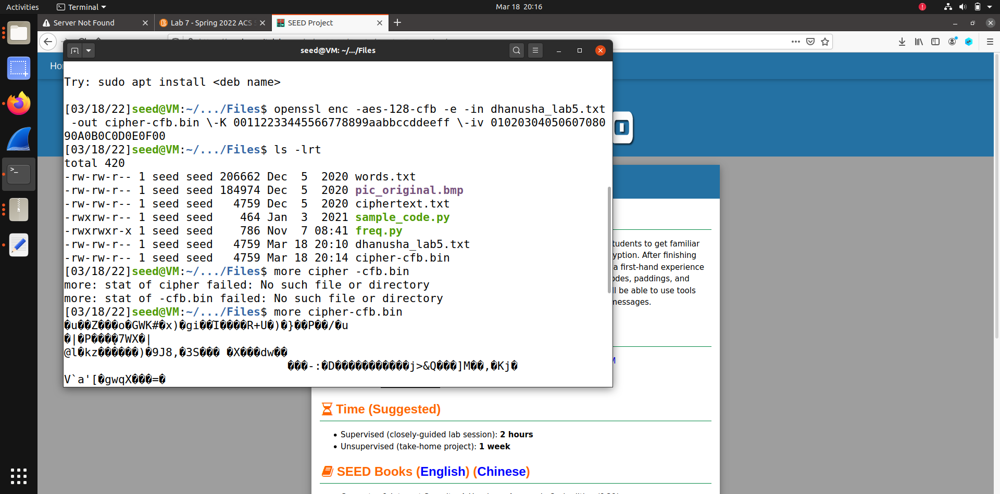 Activities
Terminal
Mar 18 20:16
Server Not Found
Lab 7 - Spring 2022 ACS
SEED Project
seed@VM: ~/.../Files
Try: sudo apt install <deb name>
[03/18/22]seed@VM:~/.../Files$ openssl enc -aes-128-cfb -e -in dhanusha_lab5.txt
-out cipher-cfb.bin \-K 00112233445566778899aabbccddeeff \-iv 01020304050607080
90A0B0C0D0E0F00
[03/18/22]seed@VM:~/.../Files$ ls -lrt
total 420
-rw-rw-r-- 1 seed seed 206662 Dec  5  2020 words.txt
-rw-rw-r-- 1 seed seed 184974 Dec  5  2020 pic_original.bmp
-rw-rw-r-- 1 seed seed   4759 Dec  5  2020 ciphertext.txt
-rwxrw-r-- 1 seed seed    464 Jan  3  2021 sample_code.py
-rwxrwxr-x 1 seed seed    786 Nov  7 08:41 freq.py
-rw-rw-r-- 1 seed seed   4759 Mar 18 20:10 dhanusha_lab5.txt
-rw-rw-r-- 1 seed seed   4759 Mar 18 20:14 cipher-cfb.bin
[03/18/22]seed@VM:~/.../Files$ more cipher -cfb.bin
more: stat of cipher failed: No such file or directory
more: stat of -cfb.bin failed: No such file or directory
[03/18/22]seed@VM:~/.../Files$ more cipher-cfb.bin
�u��Z���o�GWK#�x)�gi��I����R+U�)�}��P��/�u
�|�P����7WX�|
@l�kz������)�9J8,�3S��� �X���dw��
���-:�D�����������j>&Q���]M��,�Kj�
V`a'[�gwqX���=�
tudents to get familiar
yption. After finishing
a first-hand experience
odes, paddings, and
ll be able to use tools
messages.
Time (Suggested)
Supervised (closely-guided lab session): 2 hours
Unsupervised (take-home project): 1 week
SEED Books (English) (Chinese)